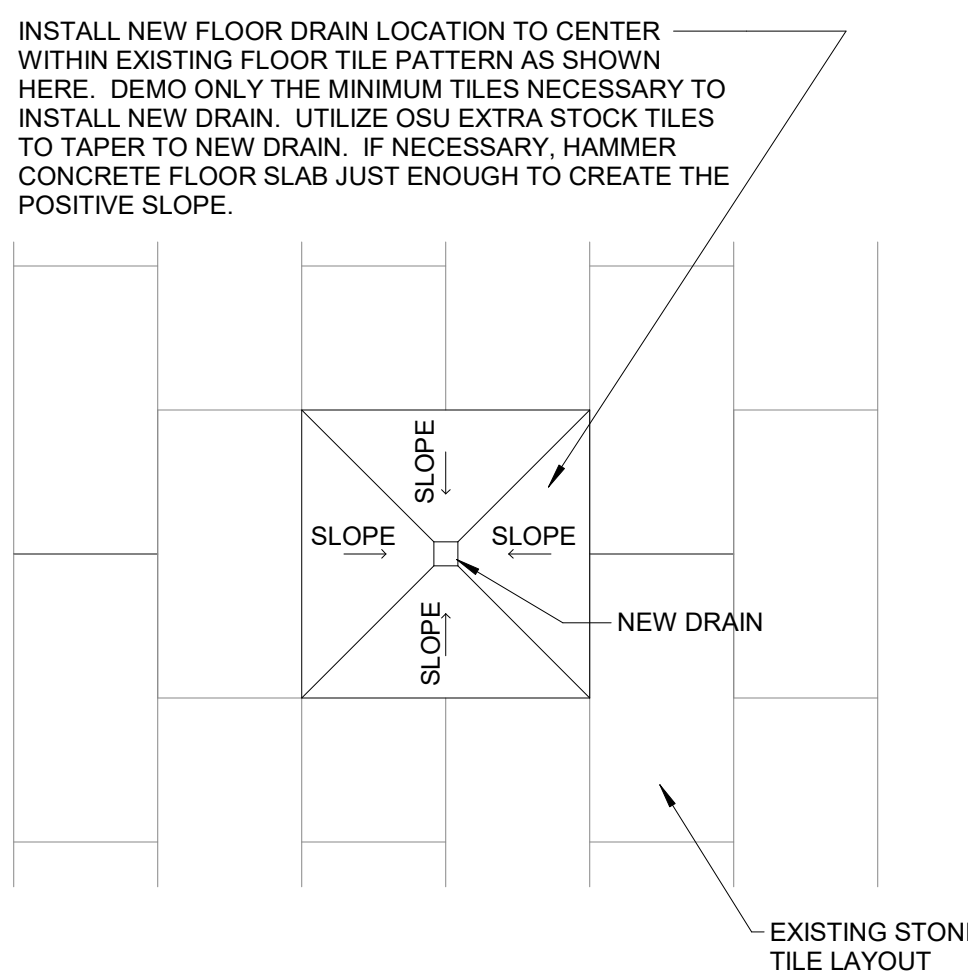 INSTALL NEW FLOOR DRAIN LOCATION TO CENTER
WITHIN EXISTING FLOOR TILE PATTERN AS SHOWN
HERE. DEMO ONLY THE MINIMUM TILES NECESSARY TO
INSTALL NEW DRAIN. UTILIZE OSU EXTRA STOCK TILES
TO TAPER TO NEW DRAIN. IF NECESSARY, HAMMER
CONCRETE FLOOR SLAB JUST ENOUGH TO CREATE THE
POSITIVE SLOPE.
SLOPE
SLOPE
SLOPE
SLOPE
NEW DRAIN
EXISTING
TILE LAYOUT